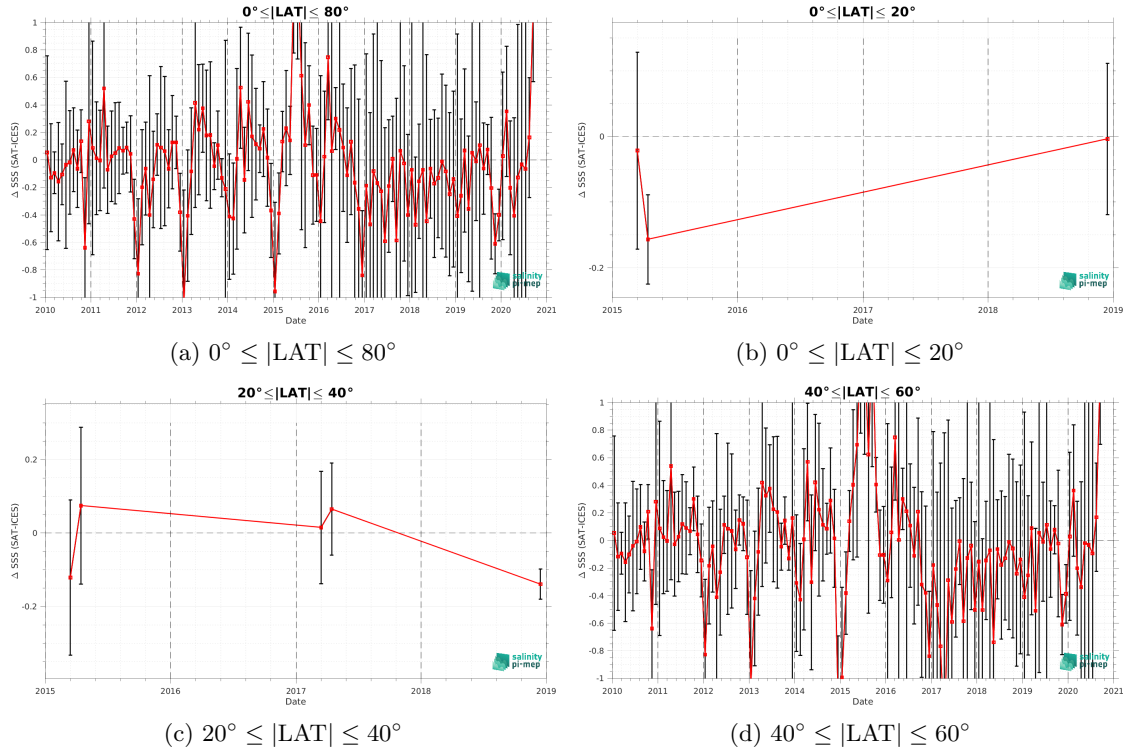 0°≤|LAT|≤ 80°
Δ SSS (SAT-ICES)
1
0.8
0.6
0.4
0.2
0
-0.2
-0.4
-0.6
-0.8
-1
2010 2011 2012 2013 2014 2015 2016 2017 2018 2019 2020 2021
Date
salinity
pi-mep
(a) 0° ≤ |LAT| ≤ 80°
0°≤|LAT|≤ 20°
Δ SSS (SAT-ICES)
0
-0.2
2015 2016 2017 2018 2019
Date
salinity
pi-mep
(b) 0° ≤ |LAT| ≤ 20°
20°≤|LAT|≤ 40°
Δ SSS (SAT-ICES)
0.2
0
-0.2
2015 2016 2017 2018 2019
Date
salinity
pi-mep
(c) 20° ≤ |LAT| ≤ 40°
40°≤|LAT|≤ 60°
Δ SSS (SAT-ICES)
1
0.8
0.6
0.4
0.2
0
-0.2
-0.4
-0.6
-0.8
-1
2010 2011 2012 2013 2014 2015 2016 2017 2018 2019 2020 2021
Date
salinity
pi-mep
(d) 40° ≤ |LAT| ≤ 60°